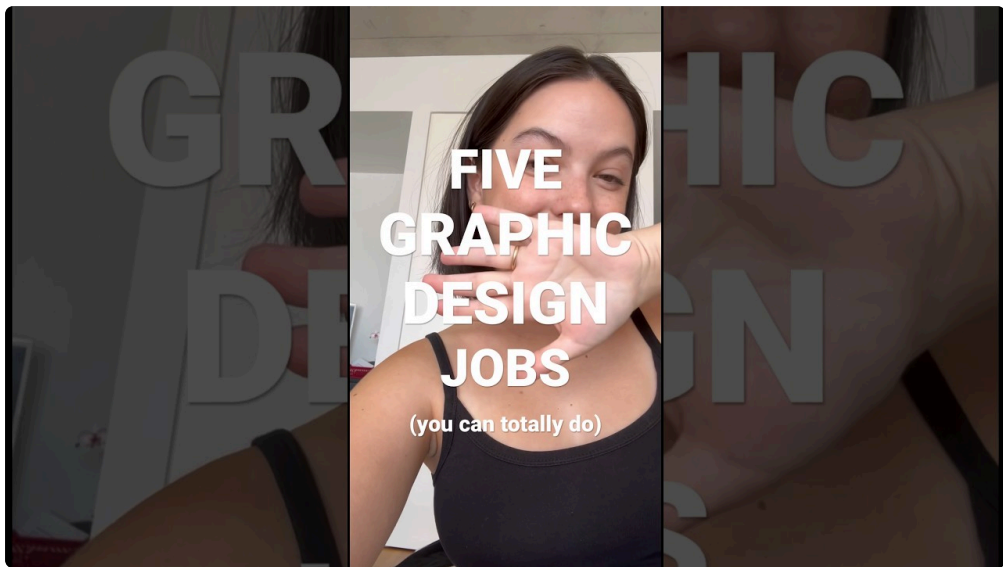 FIVE
GRAPHIC
DESIGN
JOBS
(you can totally do)